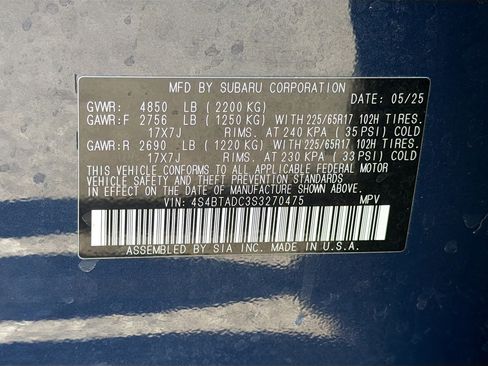 MFD BY SUBARU CORPORATION DATE: 05/25
GVWR: 4850 LB ( 2200 KG)
GAWR:F 2756 LB ( 1250 KG) WITH 225/65R17 102H TIRES.
17X7J RIMS. AT 240 KPA ( 35 PSI) COLD
GAWR:R 2690 LB ( 1220 KG) WITH 225/65R17 102H TIRES.
17X7J RIMS. AT 230 KPA ( 33 PSI) COLD
THIS VEHICLE CONFORMS TO ALL APPLICABLE FEDERAL MOTOR
VEHICLE SAFETY AND THEFT PREVENTION STANDARDS
IN EFFECT ON THE DATE OF MANUFACTURE SHOWN ABOVE.
VIN: 4S4BTADC3S3270475 MPV
ASSEMBLED BY SIA INC. MADE IN U.S.A.